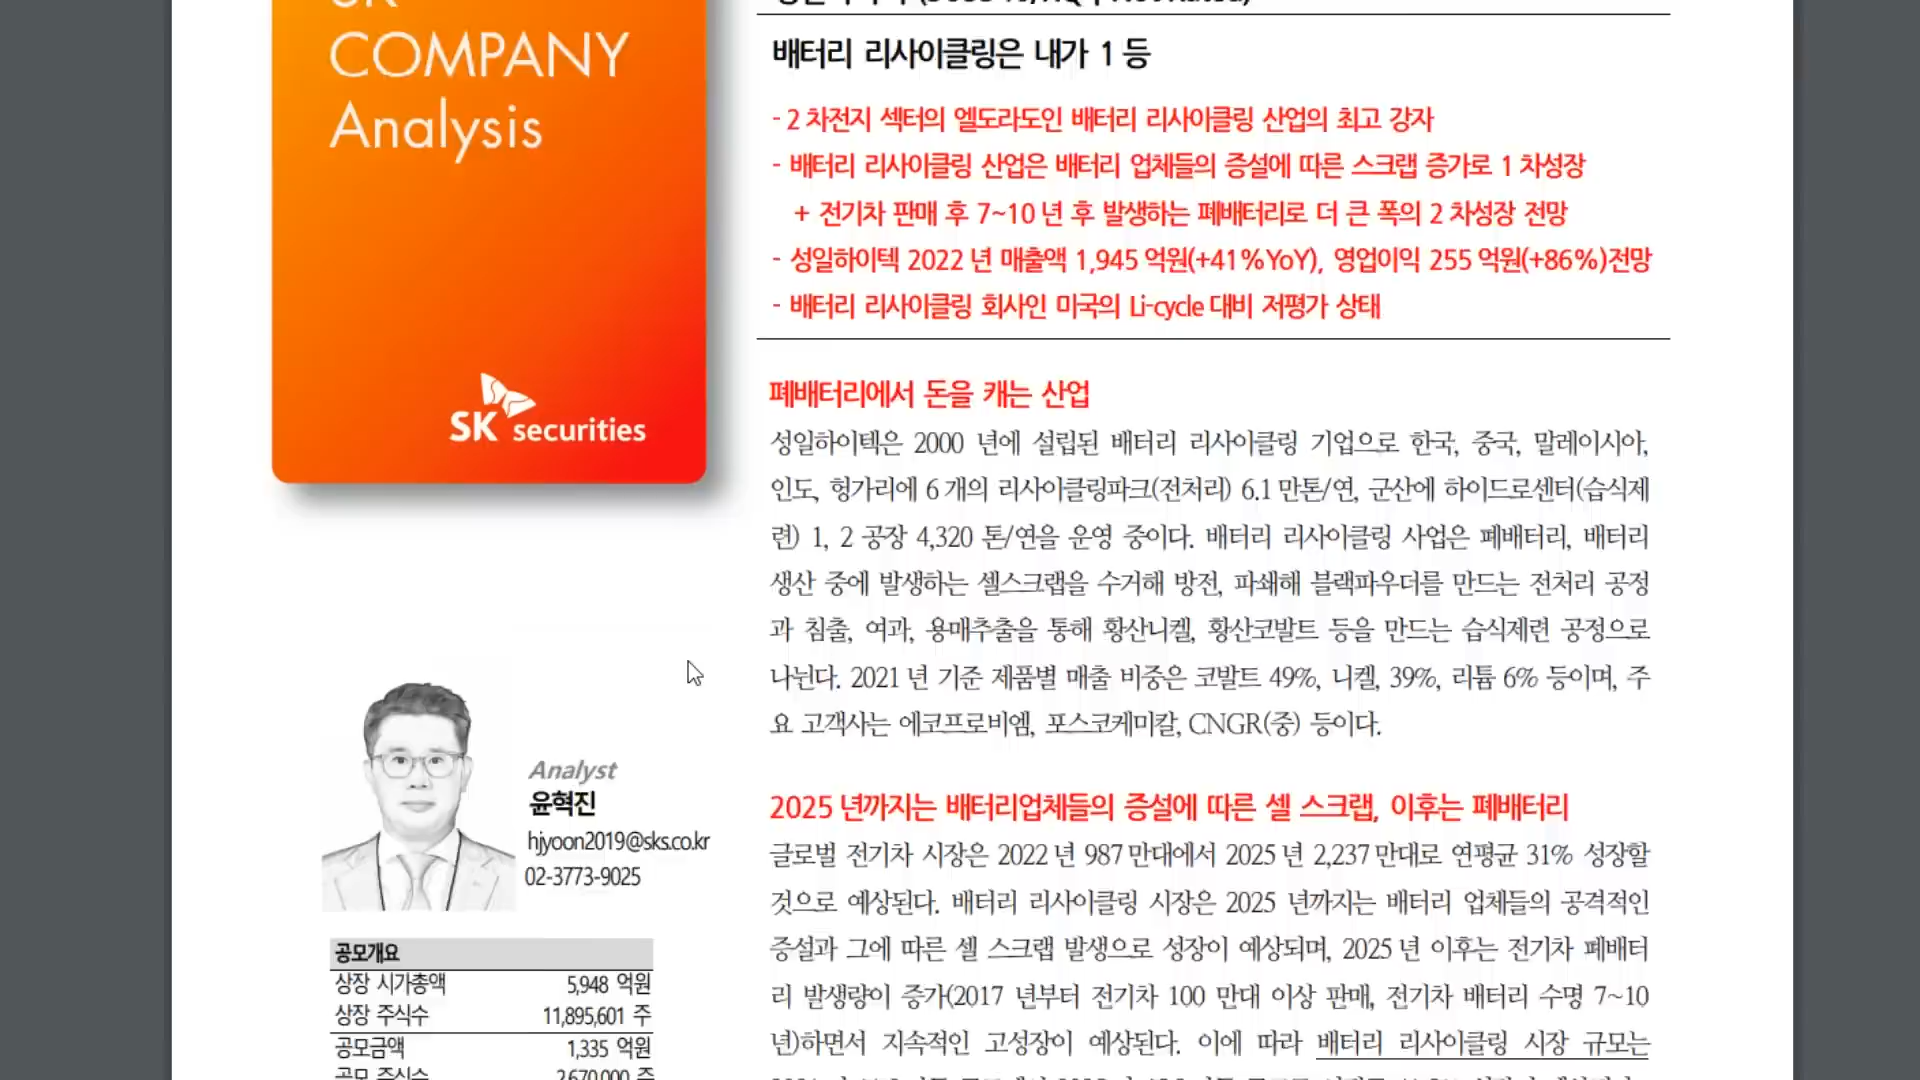 SK
COMPANY
Analysis
SK securities
배터리 리사이클링은 내가 1 등
- 2 차전지 섹터의 엘도라도인 배터리 리사이클링 산업의 최고 강자
- 배터리 리사이클링 산업은 배터리 업체들의 증설에 따른 스크랩 증가로 1 차성장
+ 전기차 판매 후 7~10 년 후 발생하는 폐배터리로 더 큰 폭의 2 차성장 전망
- 성일하이텍 2022 년 매출액 1,945 억원(+41%YoY), 영업이익 255 억원(+86%)전망
- 배터리 리사이클링 회사인 미국의 Li-cycle 대비 저평가 상태
폐배터리에서 돈을 캐는 산업
성일하이텍은 2000 년에 설립된 배터리 리사이클링 기업으로 한국, 중국, 말레이시아,
인도, 헝가리에 6 개의 리사이클링파크(전처리) 6.1 만톤/연, 군산에 하이드로센터(습식제
련) 1, 2 공장 4,320 톤/연을 운영 중이다. 배터리 리사이클링 사업은 폐배터리, 배터리
생산 중에 발생하는 셀스크랩을 수거해 방전, 파쇄해 블랙파우더를 만드는 전처리 공정
과 침출, 여과, 용매추출을 통해 황산니켈, 황산코발트 등을 만드는 습식제련 공정으로
나뉜다. 2021 년 기준 제품별 매출 비중은 코발트 49%, 니켈, 39%, 리튬 6% 등이며, 주
요 고객사는 에코프로비엠, 포스코케미칼, CNGR(중) 등이다.
2025 년까지는 배터리업체들의 증설에 따른 셀 스크랩, 이후는 폐배터리
글로벌 전기차 시장은 2022 년 987 만대에서 2025 년 2,237 만대로 연평균 31% 성장할
것으로 예상된다. 배터리 리사이클링 시장은 2025 년까지는 배터리 업체들의 공격적인
증설과 그에 따른 셀 스크랩 발생으로 성장이 예상되며, 2025 년 이후는 전기차 폐배터
리 발생량이 증가(2017 년부터 전기차 100 만대 이상 판매, 전기차 배터리 수명 7~10
년)하면서 지속적인 고성장이 예상된다. 이에 따라 배터리 리사이클링 시장 규모는
Analyst
윤혁진
hjyoon2019@sks.co.kr
02-3773-9025
공모개요
상장 시가총액 5,948 억원
상장 주식수 11,895,601 주
공모금액 1,335 억원
공모 주식수 2,670,000 주